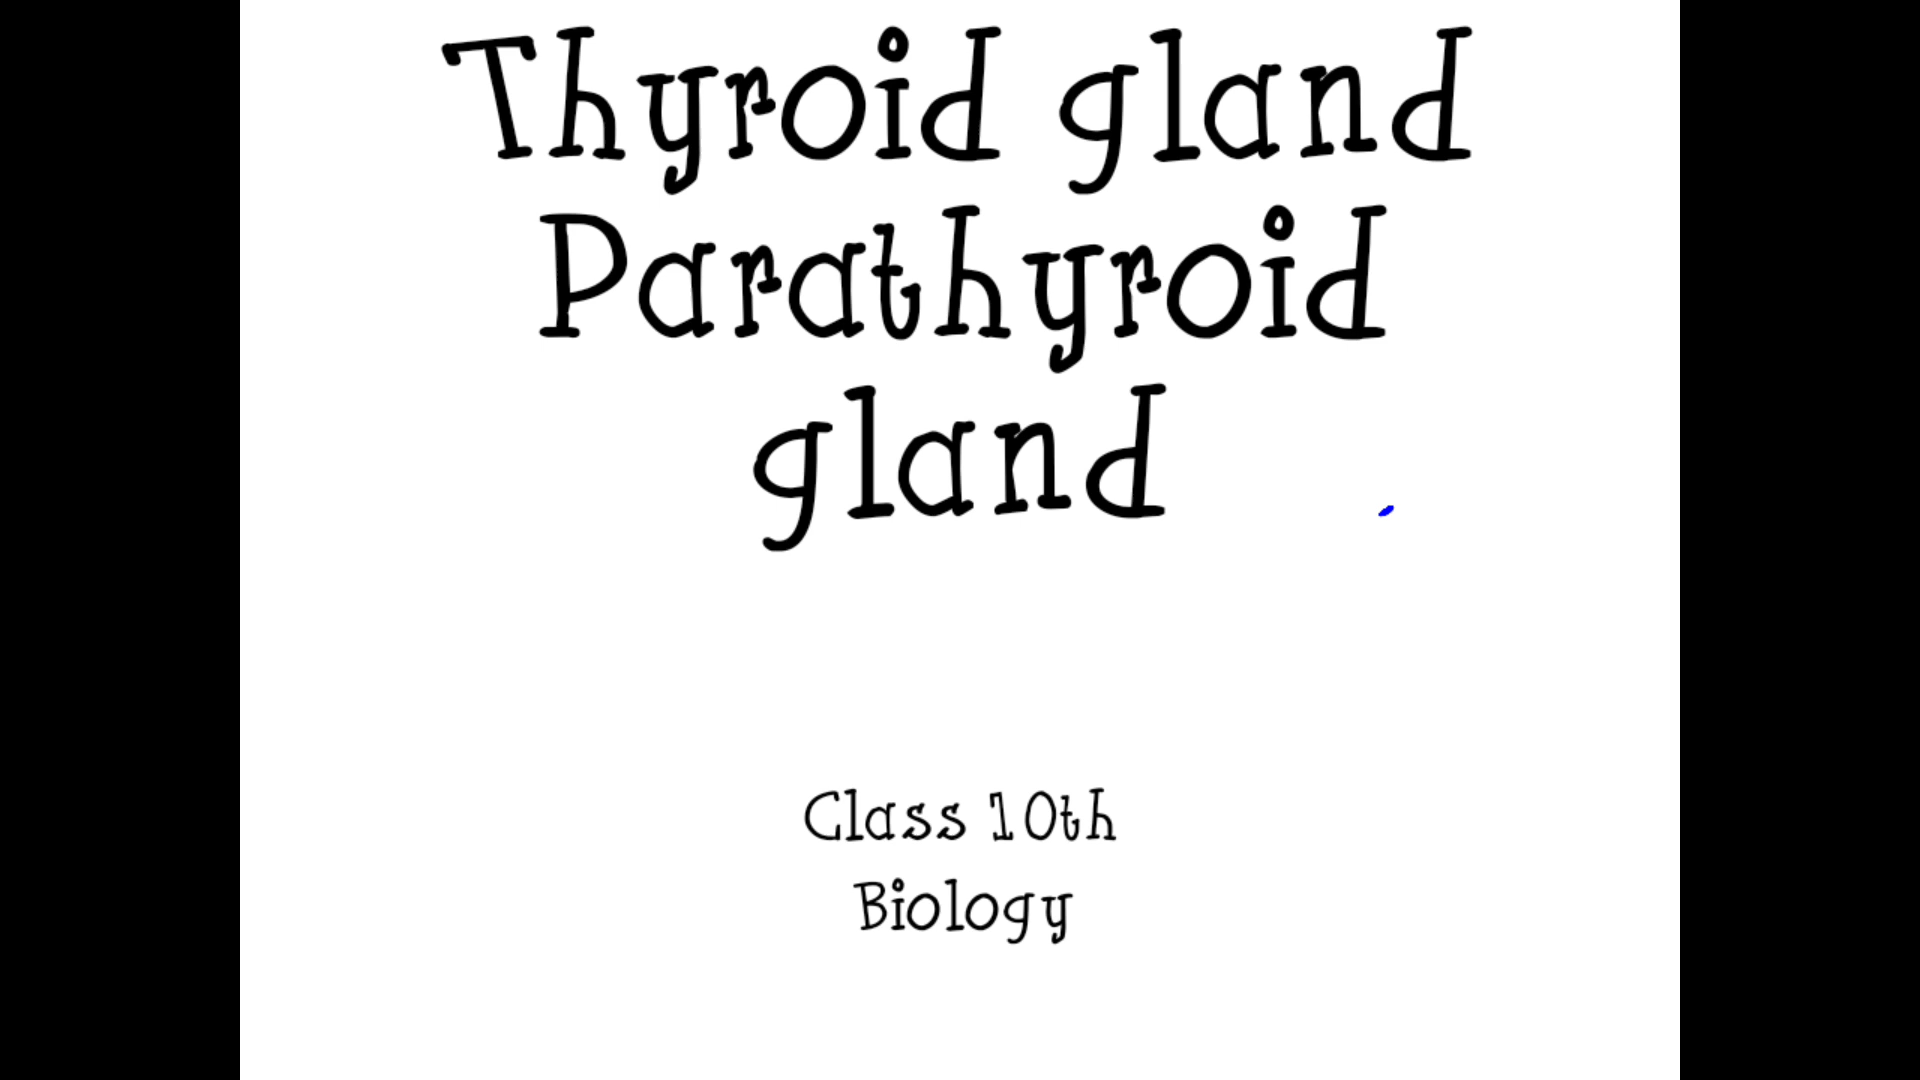 Thyroid gland
Parathyroid
gland
Class 10th
Biology